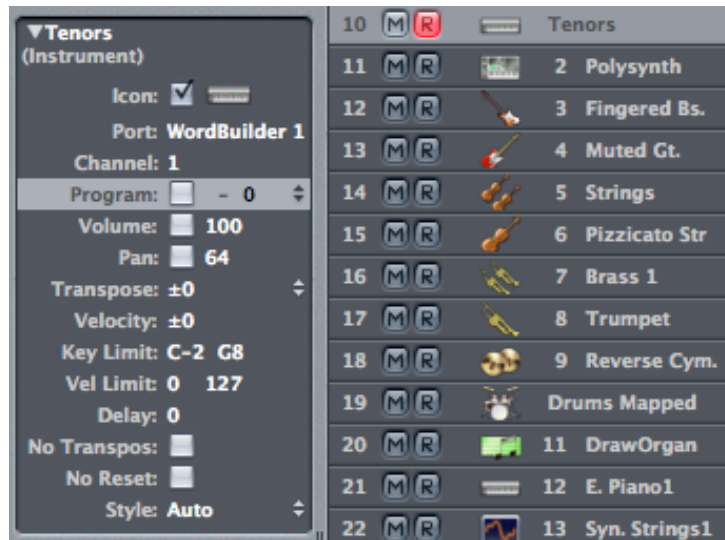 ▼Tenors
(Instrument)
Icon:
Port: WordBuilder 1
Channel: 1
Program: - 0
Volume: 100
Pan: 64
Transpose: ±0
Velocity: ±0
Key Limit: C-2 G8
Vel Limit: 0 127
Delay: 0
No Transpos:
No Reset:
Style: Auto
10 M R Tenors
11 M R 2 Polysynth
12 M R 3 Fingered Bs.
13 M R 4 Muted Gt.
14 M R 5 Strings
15 M R 6 Pizzicato Str
16 M R 7 Brass 1
17 M R 8 Trumpet
18 M R 9 Reverse Cym.
19 M R Drums Mapped
20 M R 11 DrawOrgan
21 M R 12 E. Piano1
22 M R 13 Syn. Strings1